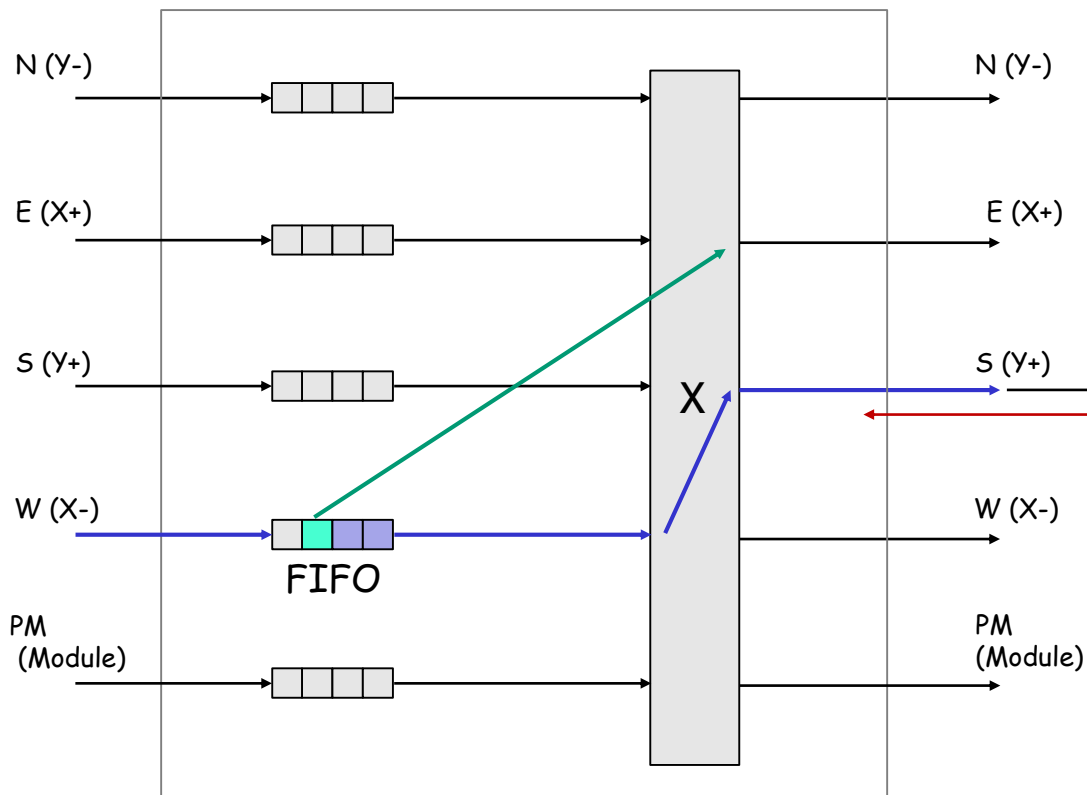 N (Y-)
N (Y-)
E (X+)
E (X+)
S (Y+)
S (Y+)
X
W (X-)
W (X-)
FIFO
PM
(Module)
PM
(Module)